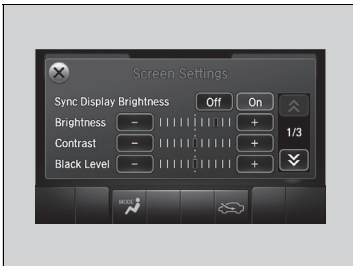 Screen Settings
Sync Display Brightness Off On
Brightness - +
Contrast - +
1/3
Black Level - +
MODE